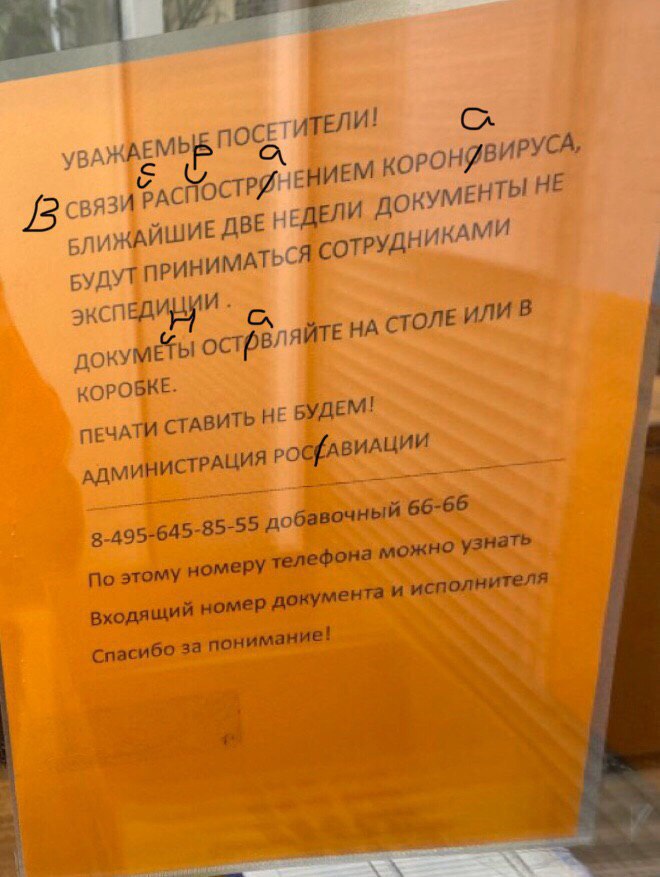 УВАЖАЕМЫЕ ПОСЕТИТЕЛИ!
В СВЯЗИ РАСПОСТРОНЕНИЕМ КОРОНОВИРУСА,
БЛИЖАЙШИЕ ДВЕ НЕДЕЛИ ДОКУМЕНТЫ НЕ
БУДУТ ПРИНИМАТЬСЯ СОТРУДНИКАМИ
ЭКСПЕДИЦИИ .
ДОКУМЕТЫ ОСТОВЛЯЙТЕ НА СТОЛЕ ИЛИ В
КОРОБКЕ.
ПЕЧАТИ СТАВИТЬ НЕ БУДЕМ!
АДМИНИСТРАЦИЯ РОССАВИАЦИИ
8-495-645-85-55 добавочный 66-66
По этому номеру телефона можно узнать
Входящий номер документа и исполнителя
Спасибо за понимание!